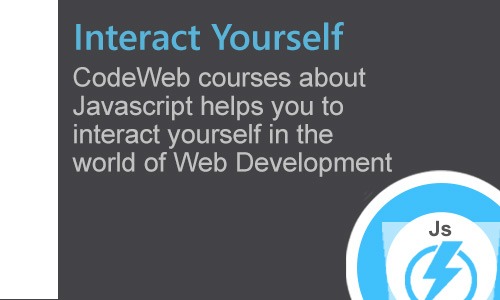 Interact Yourself
CodeWeb courses about
Javascript helps you to
interact yourself in the
world of Web Development
Js